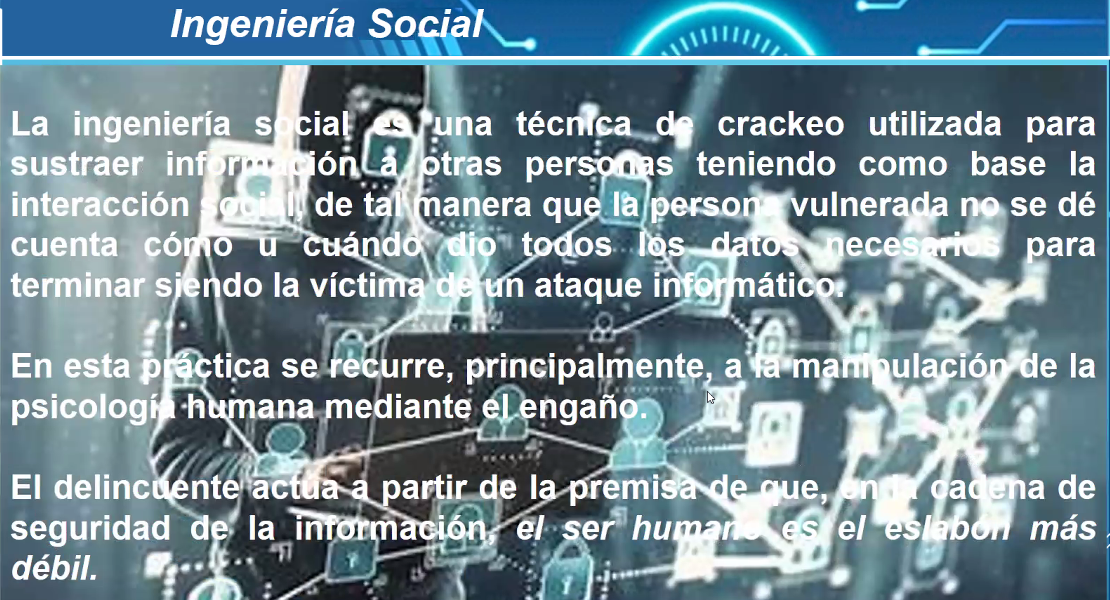 Ingeniería Social
La ingeniería social es una técnica de crackeo utilizada para
sustraer información a otras personas teniendo como base la
interacción social, de tal manera que la persona vulnerada no se dé
cuenta cómo u cuándo dio todos los datos necesarios para
terminar siendo la víctima de un ataque informático.
En esta práctica se recurre, principalmente, a la manipulación de la
psicología humana mediante el engaño.
El delincuente actúa a partir de la premisa de que, en la cadena de
seguridad de la información, el ser humano es el eslabón más
débil.